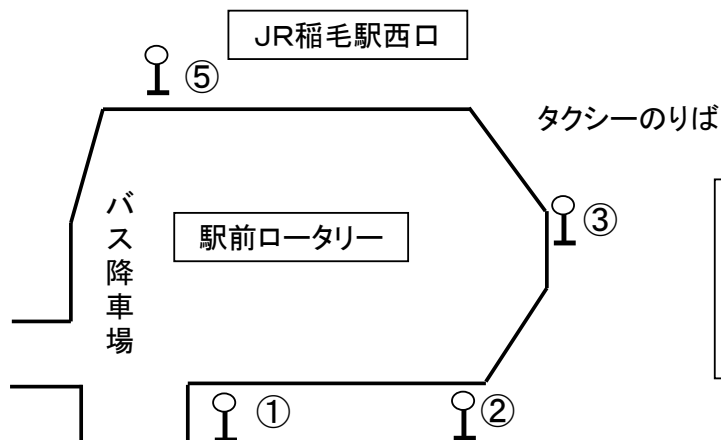 JR稲毛駅西口
⑤
タクシーのりば
③
バス降車場
駅前ロータリー
①
②